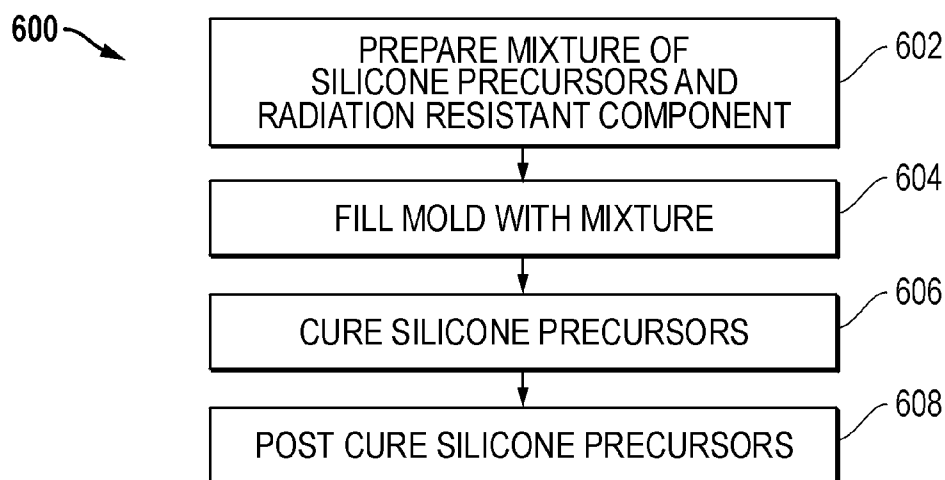 600
PREPARE MIXTURE OF
SILICONE PRECURSORS AND
RADIATION RESISTANT COMPONENT
602
FILL MOLD WITH MIXTURE
604
CURE SILICONE PRECURSORS
606
POST CURE SILICONE PRECURSORS
608